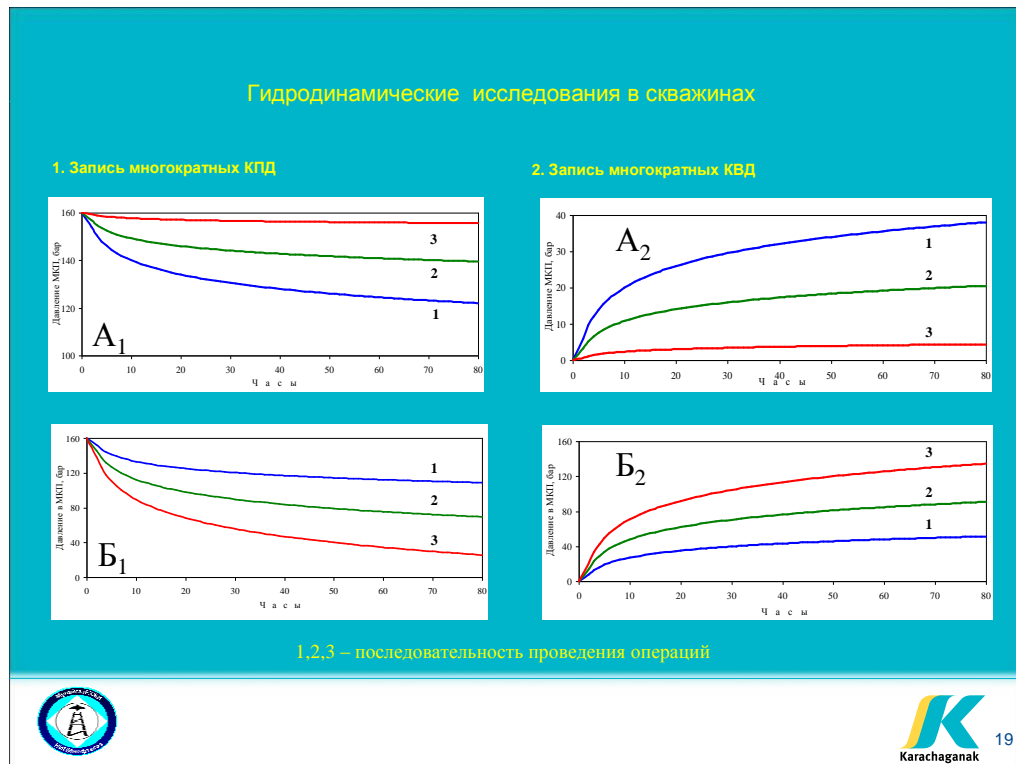 Гидродинамические исследования в скважинах
1. Запись многократных КПД
2. Запись многократных КВД
160
140
120
100
Давление МКП, бар
3
2
1
А1
0 10 20 30 40 50 60 70 80
Ч а с ы
40
30
20
10
0
Давление МКП, бар
А2
1
2
3
0 10 20 30 40 50 60 70 80
Ч а с ы
160
120
80
40
0
Давление в МКП, бар
1
2
3
Б1
0 10 20 30 40 50 60 70 80
Ч а с ы
160
120
80
40
0
Давление в МКП, бар
Б2
3
2
1
0 10 20 30 40 50 60 70 80
Ч а с ы
1,2,3 – последовательность проведения операций
Karachaganak
19